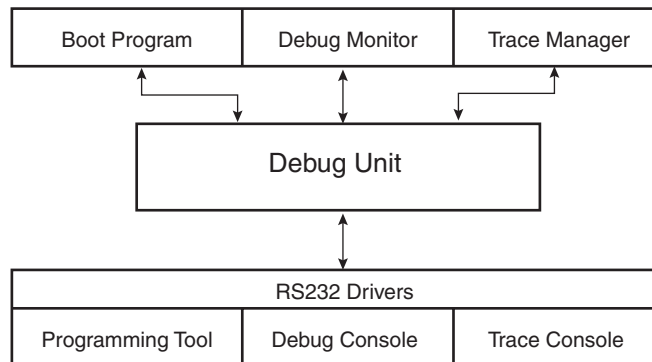 Boot Program
Debug Monitor
Trace Manager
Debug Unit
RS232 Drivers
Programming Tool
Debug Console
Trace Console